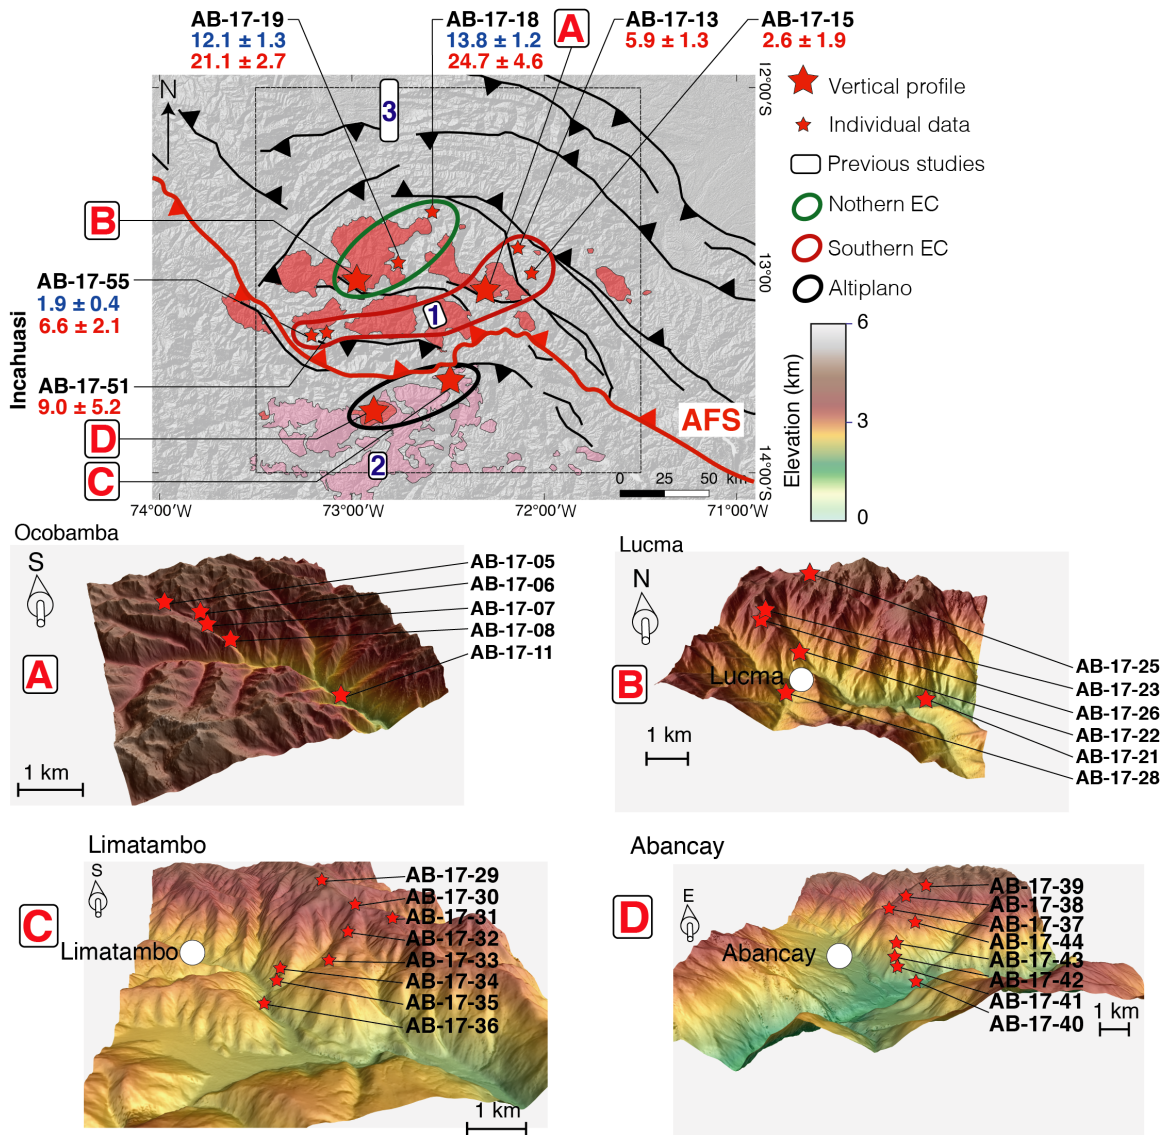 AB-17-19
12.1 ± 1.3
21.1 ± 2.7
AB-17-18
13.8 ± 1.2
24.7 ± 4.6
A
AB-17-13
5.9 ± 1.3
AB-17-15
2.6 ± 1.9
N
3
12°00'S
Vertical profile
Individual data
Previous studies
Nothern EC
Southern EC
Altiplano
B
13°00
AB-17-55
1.9 ± 0.4
6.6 ± 2.1
1
Incahuasi
AB-17-51
9.0 ± 5.2
D
C
2
AFS
0 25 50 km
14°00'S
74°00'W
73°00'W
72°00'W
71°00'W
Elevation (km)
6
3
0
Ocobamba
S
A
AB-17-05
AB-17-06
AB-17-07
AB-17-08
AB-17-11
1 km
Lucma
N
B
Lucma
AB-17-25
AB-17-23
AB-17-26
AB-17-22
AB-17-21
AB-17-28
1 km
Limatambo
S
C
Limatambo
AB-17-29
AB-17-30
AB-17-31
AB-17-32
AB-17-33
AB-17-34
AB-17-35
AB-17-36
1 km
Abancay
E
D
Abancay
AB-17-39
AB-17-38
AB-17-37
AB-17-44
AB-17-43
AB-17-42
AB-17-41
AB-17-40
1 km